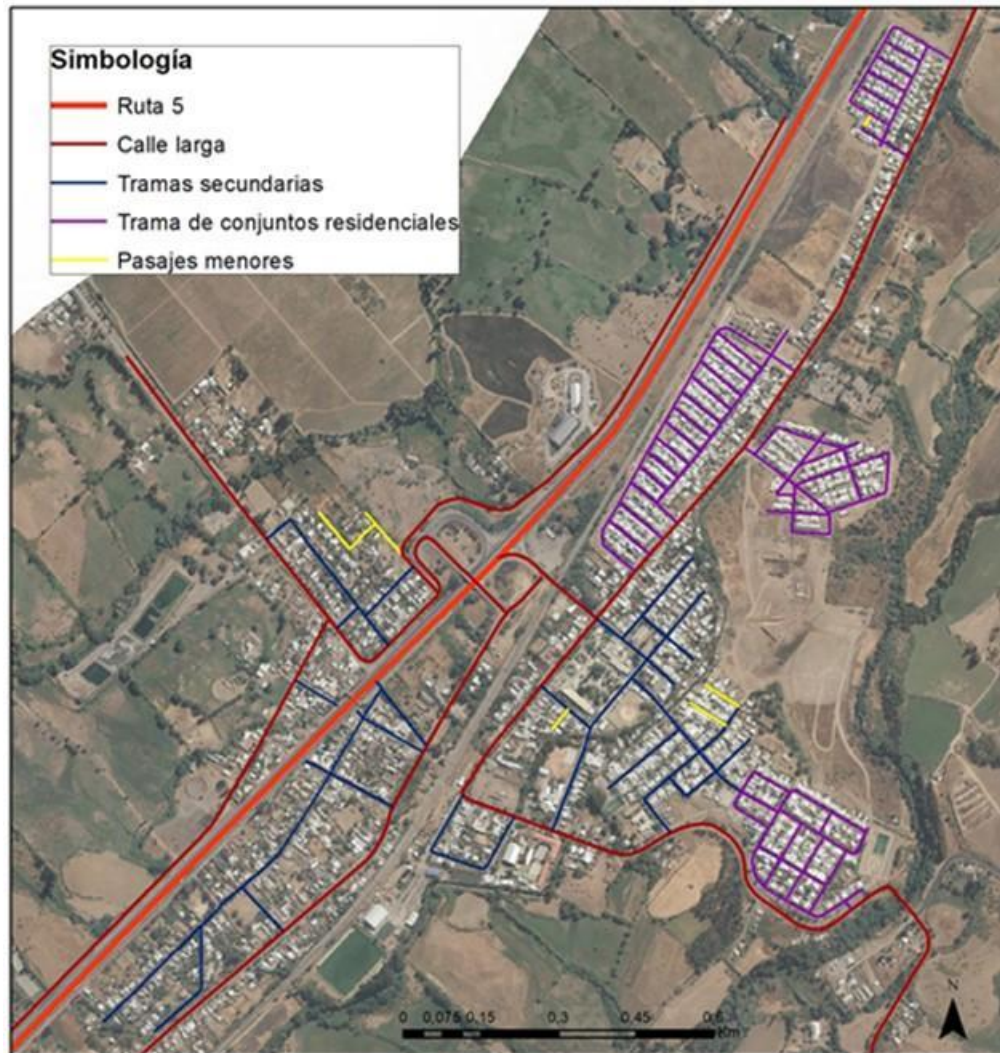 Simbología
Ruta 5
Calle larga
Tramas secundarias
Trama de conjuntos residenciales
Pasajes menores
N
0 0,075 0,15 0,3 0,45 0,6
Km